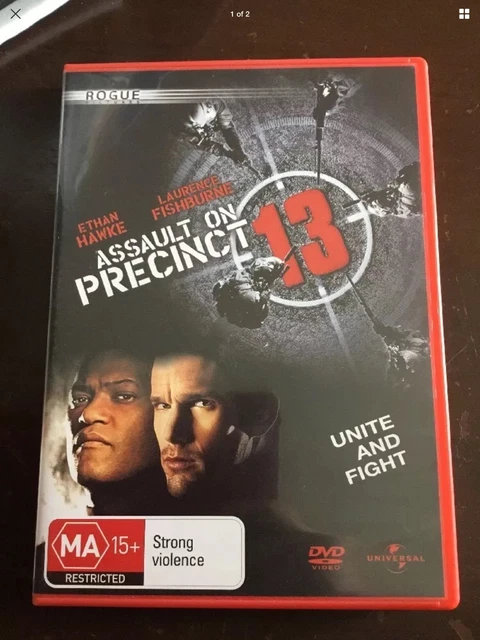 1 of 2
ROGUE
PICTURES
ETHAN
HAWKE
LAURENCE
FISHBURNE
ASSAULT ON
PRECINCT 13
UNITE
AND
FIGHT
MA 15+
RESTRICTED
Strong
violence
DVD
VIDEO
UNIVERSAL